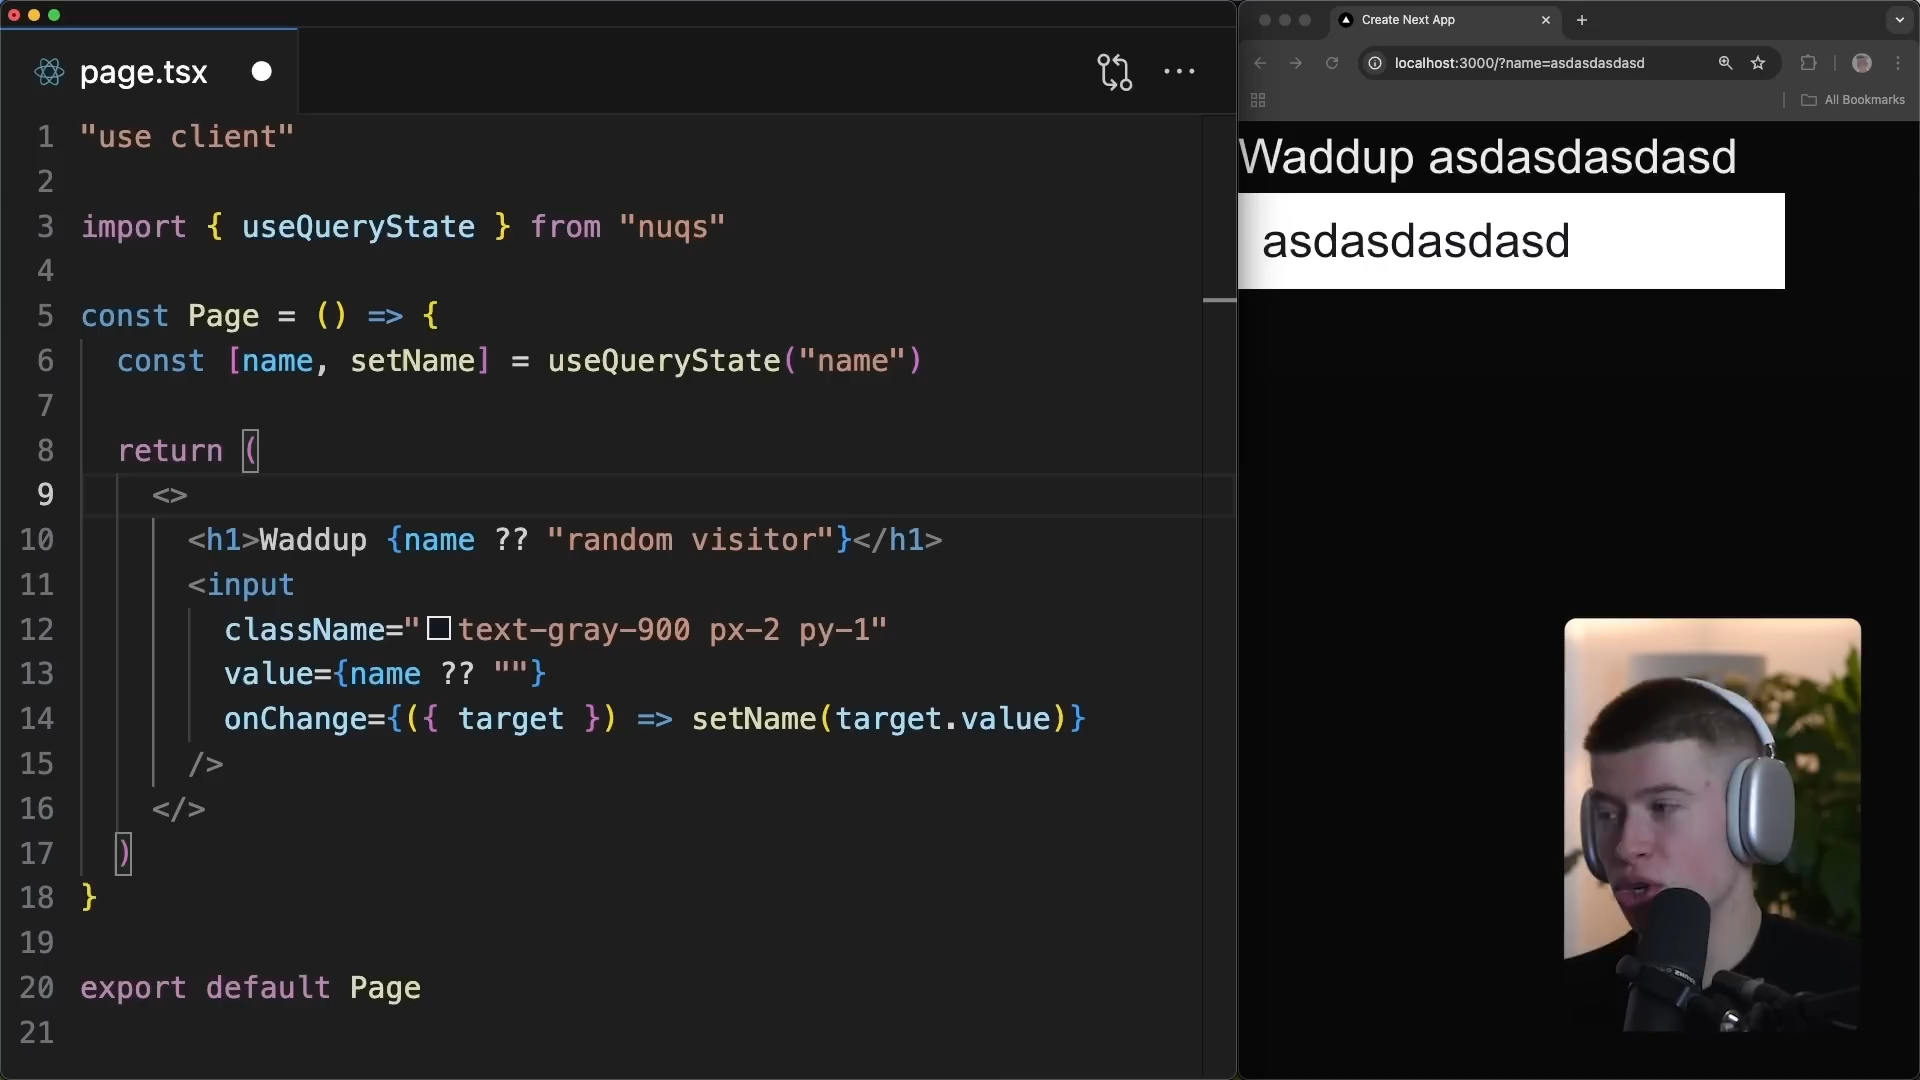 page.tsx
1 "use client"
2
3 import { useQueryState } from "nuqs"
4
5 const Page = () => {
6 const [name, setName] = useQueryState("name")
7
8 return (
9 <>
10 <h1>Waddup {name ?? "random visitor"}</h1>
11 <input
12 className="text-gray-900 px-2 py-1"
13 value={name ?? ""}
14 onChange={({ target }) => setName(target.value)}
15 />
16 </>
17 )
18 }
19
20 export default Page
21
Create Next App
localhost:3000/?name=asdasdasdasd
All Bookmarks
Waddup asdasdasdasd
asdasdasdasd